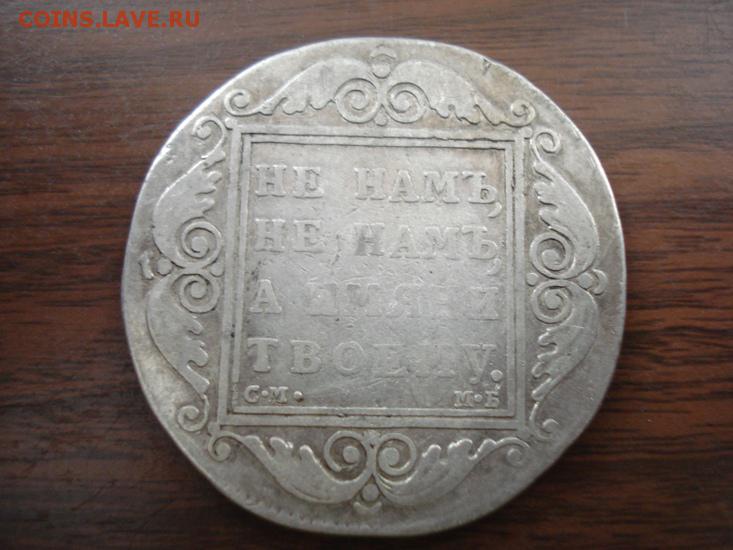 COINS.LAVE.RU
НЕ НАМЪ,
НЕ НАМЪ,
А ИМЯНИ
ТВОЕМУ.
С•М• М•Б